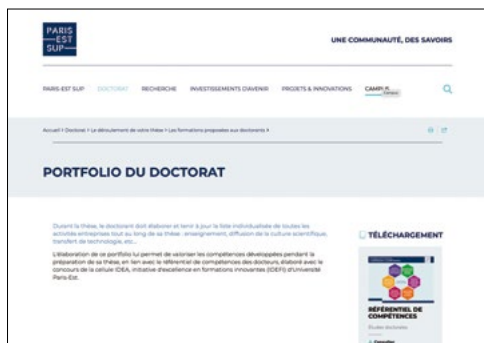 PARIS
—EST
SUP—
UNE COMMUNAUTÉ, DES SAVOIRS
PARIS-EST SUP DOCTORAT RECHERCHE INVESTISSEMENTS D'AVENIR PROJETS & INNOVATIONS CAMPUS
Accueil > Doctorat > Le déroulement de votre thèse > Les formations proposées aux doctorants >
PORTFOLIO DU DOCTORAT
Durant la thèse, le doctorant doit élaborer et tenir à jour la liste individualisée de toutes les
activités entreprises tout au long de sa thèse : enseignement, diffusion de la culture scientifique,
transfert de technologie, etc...
L'élaboration de ce portfolio lui permet de valoriser les compétences développées pendant la
préparation de sa thèse, en lien avec le référentiel de compétences des docteurs, élaboré avec le
concours de la cellule IDEA, initiative d'excellence en formations innovantes (IDEFI) d'Université
Paris-Est.
TÉLÉCHARGEMENT
RÉFÉRENTIEL DE
COMPÉTENCES
Études doctorales
Consulter